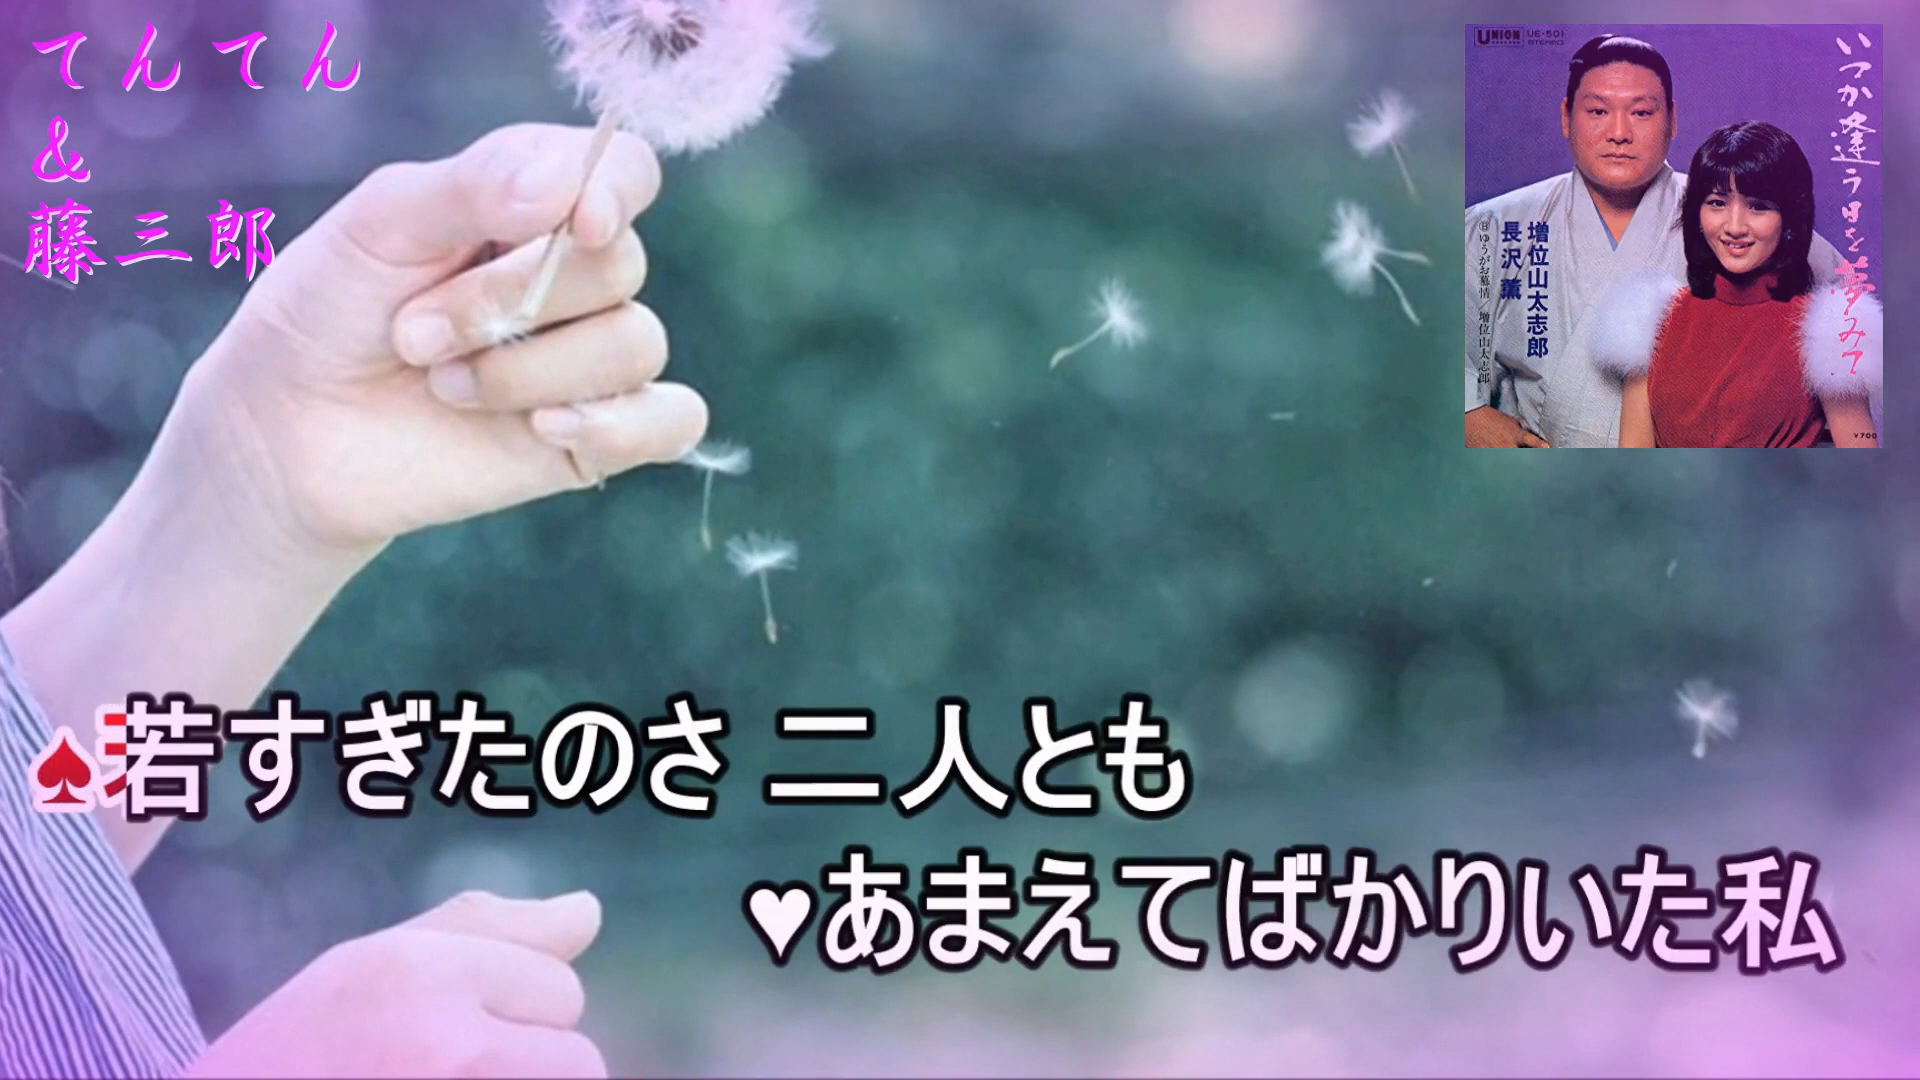 てんてん
&
藤三郎
UNION
UE-501
STEREO
いつか逢う日を夢みて
増位山太志郎
長沢 薫
ゆうがお慕情/増位山太志郎
¥700
♠若すぎたのさ 二人とも
♥あまえてばかりいた私